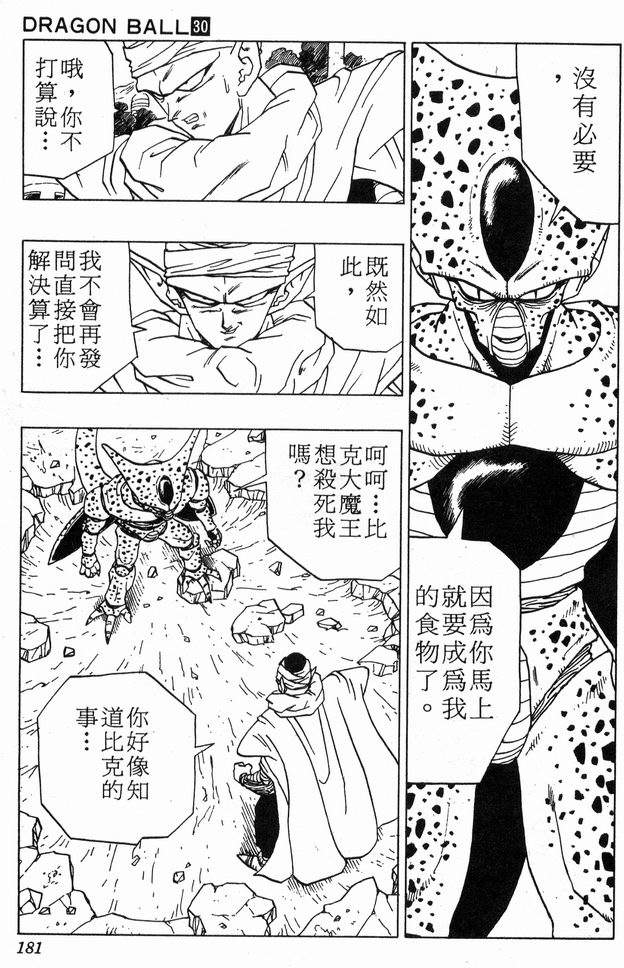 DRAGON BALL 30
沒有必要，
因爲你馬上
就要成爲我
的食物了。
哦，你不
打算說…
既然如
此，
我不會再發
問直接把你
解決算了…
呵呵…比
克大魔王
想殺死我
嗎？
你好像知
道比克的
事…
181